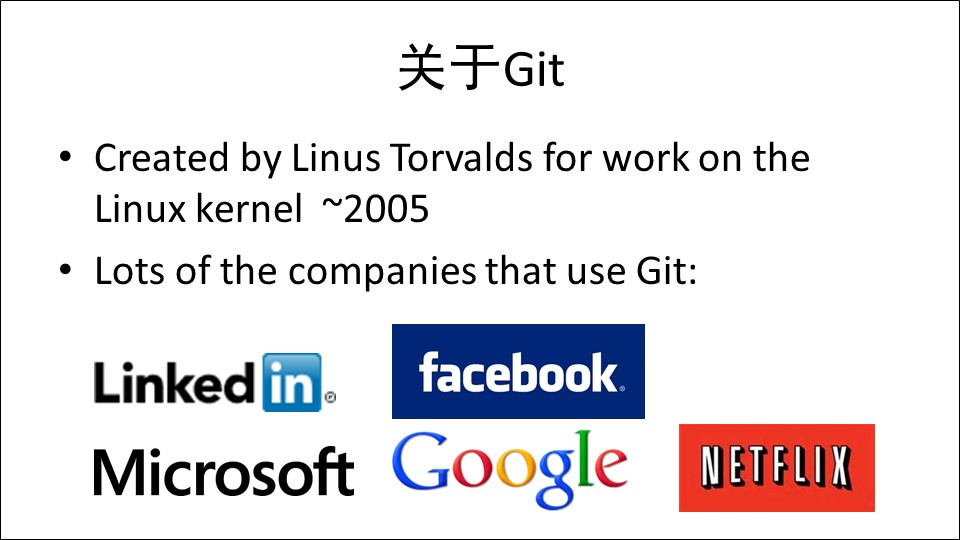 关于Git
• Created by Linus Torvalds for work on the
Linux kernel ~2005
• Lots of the companies that use Git:
Linked in ®
facebook®
Microsoft
Google
NETFLIX